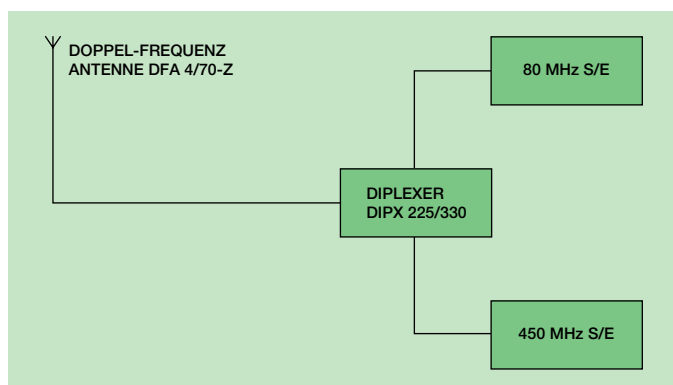 DOPPEL-FREQUENZ
ANTENNE DFA 4/70-Z
80 MHz S/E
DIPLEXER
DIPX 225/330
450 MHz S/E